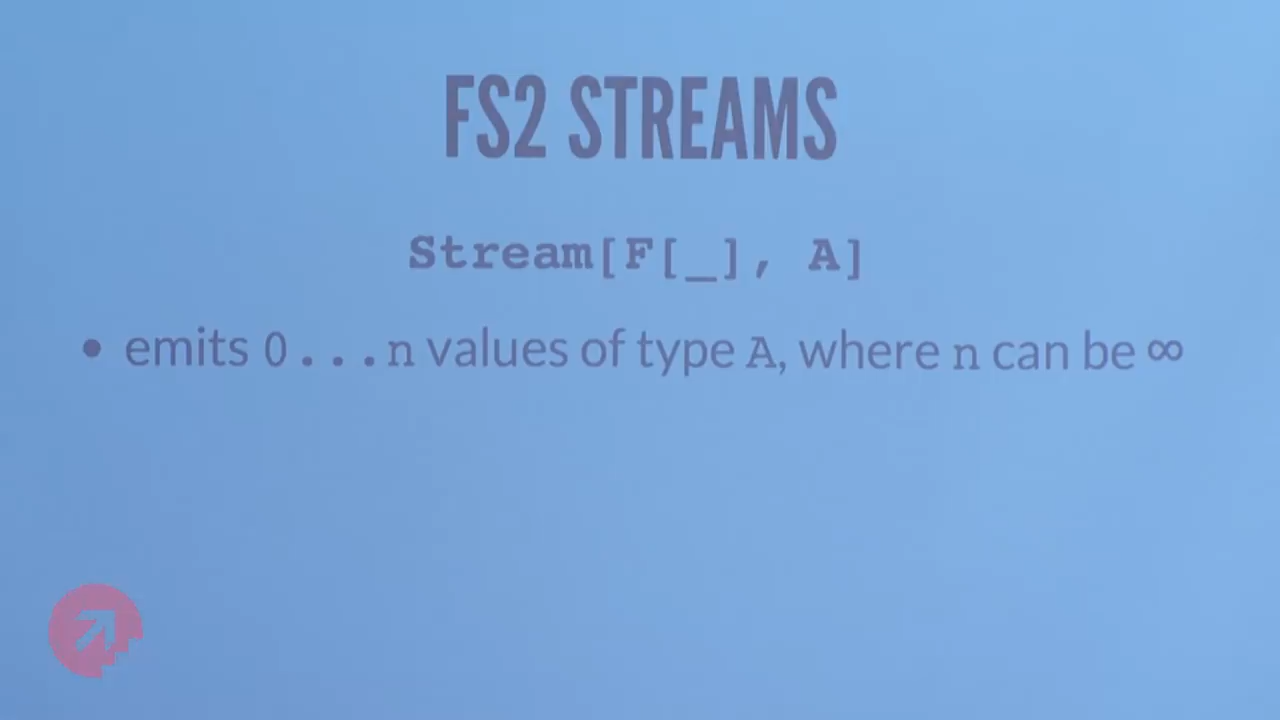 FS2 STREAMS
Stream[F[_], A]
• emits 0...n values of type A, where n can be ∞